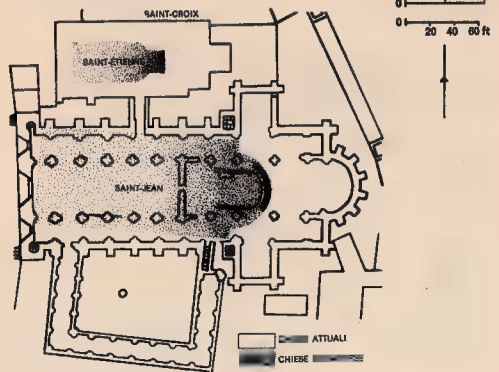 SAINT-CROIX
0
0 20 40 60 ft
SAINT-ETIENNE
SAINT-JEAN
ATTUALI
CHIESE